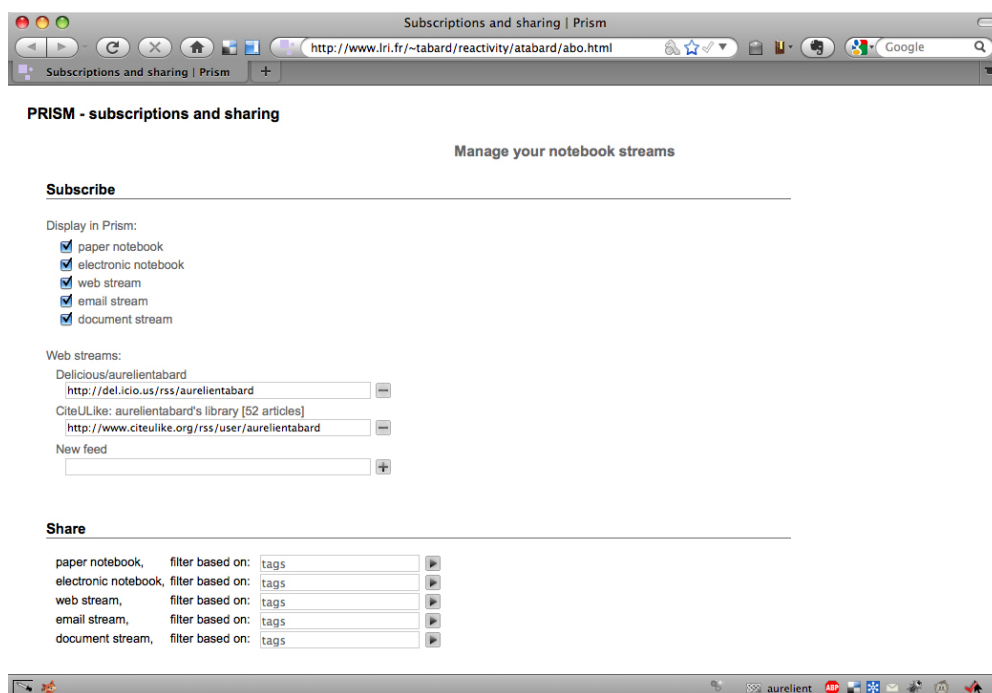 Subscriptions and sharing | Prism
http://www.lri.fr/~tabard/reactivity/atabard/abo.html
Google
Subscriptions and sharing | Prism
PRISM - subscriptions and sharing
Manage your notebook streams
Subscribe
Display in Prism:
paper notebook
electronic notebook
web stream
email stream
document stream
Web streams:
Delicious/aurelientabard
http://del.icio.us/rss/aurelientabard
CiteULike: aurelientabard's library [52 articles]
http://www.citeulike.org/rss/user/aurelientabard
New feed
Share
paper notebook, filter based on: tags
electronic notebook, filter based on: tags
web stream, filter based on: tags
email stream, filter based on: tags
document stream, filter based on: tags
aurelient ABP